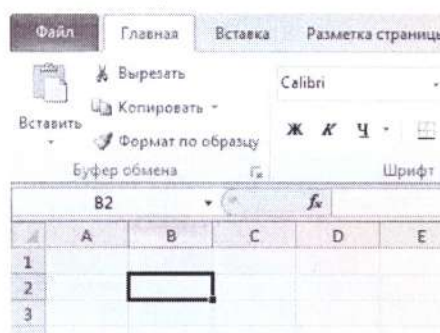 Файл Главная Вставка Разметка страницы
Вырезать
Копировать
Вставить
Формат по образцу
Буфер обмена
Calibri
Ж К Ч
Шрифт
B2 fx
A B C D E
1
2
3